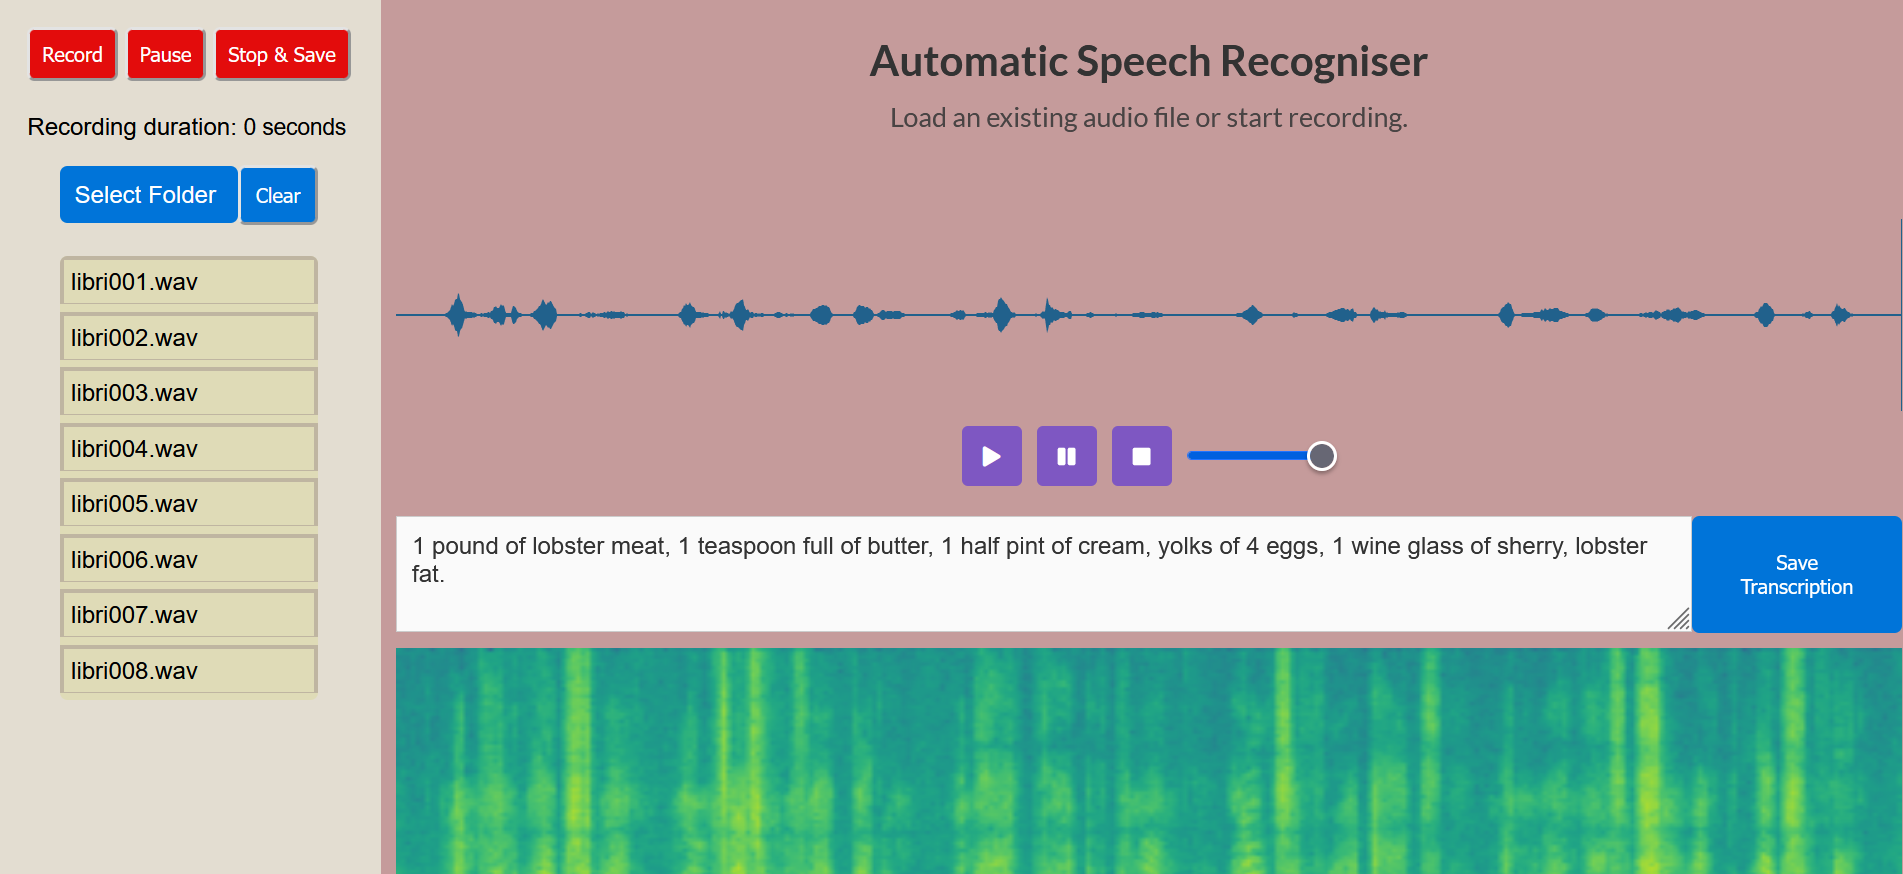 Record
Pause
Stop & Save
Recording duration: 0 seconds
Select Folder
Clear
libri001.wav
libri002.wav
libri003.wav
libri004.wav
libri005.wav
libri006.wav
libri007.wav
libri008.wav
Automatic Speech Recogniser
Load an existing audio file or start recording.
1 pound of lobster meat, 1 teaspoon full of butter, 1 half pint of cream, yolks of 4 eggs, 1 wine glass of sherry, lobster
fat.
Save
Transcription